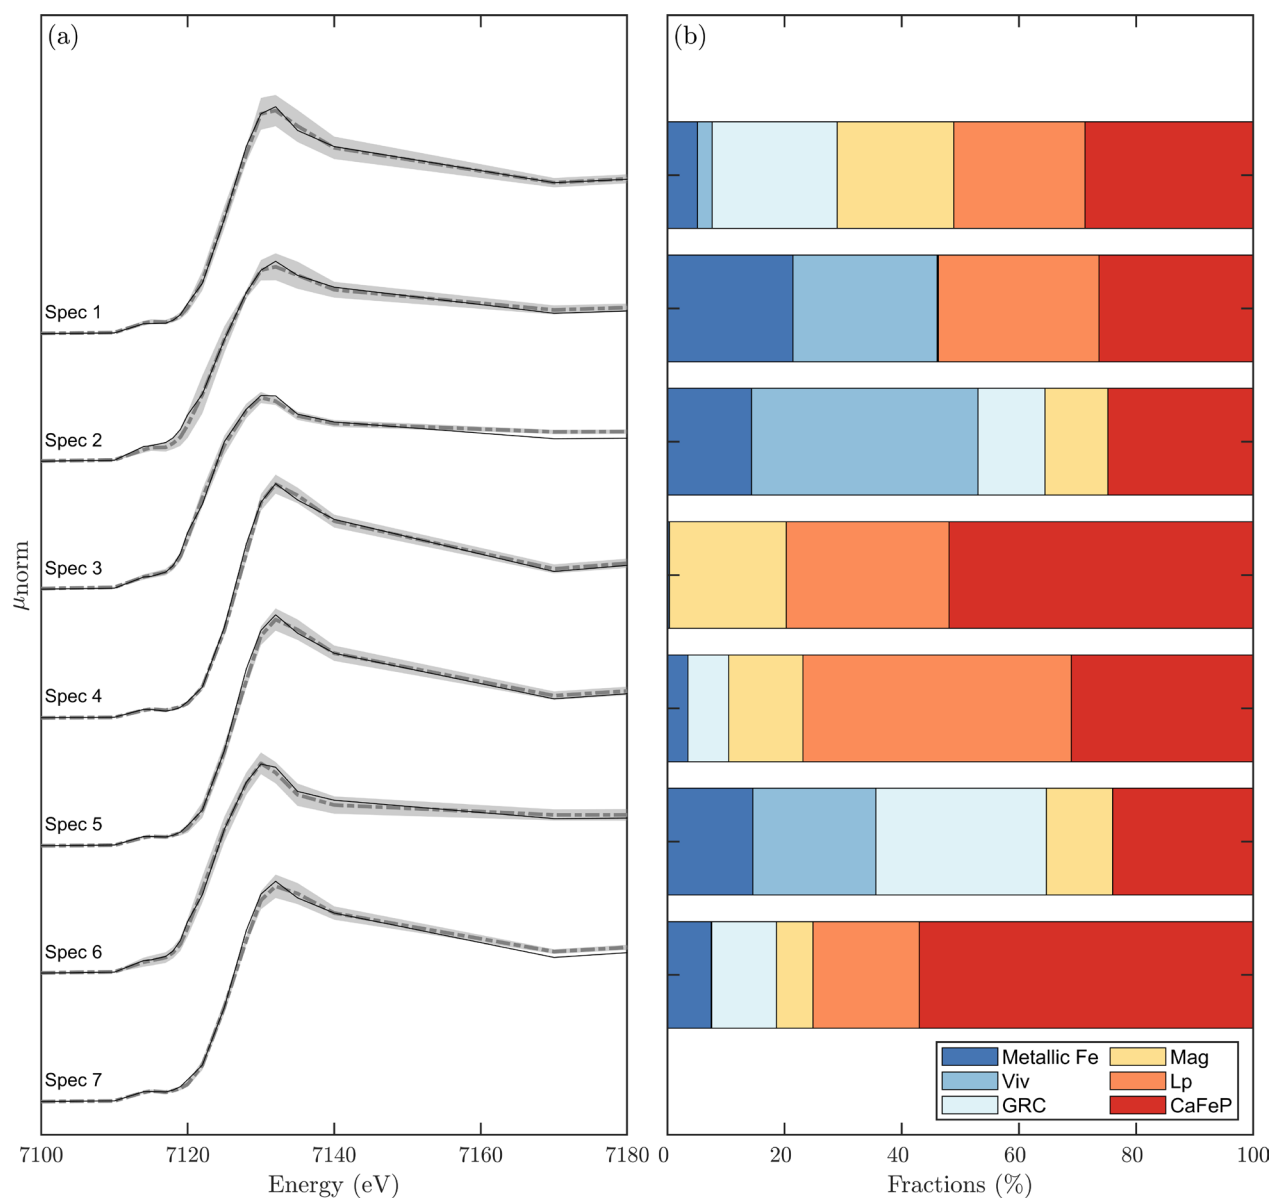 (a)
Spec 1
Spec 2
Spec 3
Spec 4
Spec 5
Spec 6
Spec 7
μnorm
7100 7120 7140 7160 7180
Energy (eV)
(b)
Metallic Fe
Viv
GRC
Mag
Lp
CaFeP
0 20 40 60 80 100
Fractions (%)